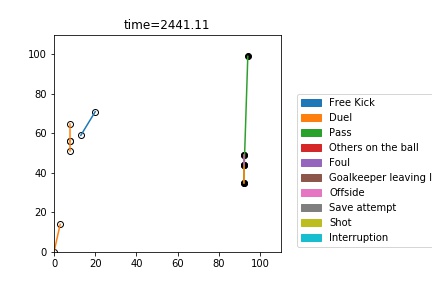 time=2441.11
100
80
60
40
20
0
0 20 40 60 80 100
Free Kick
Duel
Pass
Others on the ball
Foul
Goalkeeper leaving l
Offside
Save attempt
Shot
Interruption